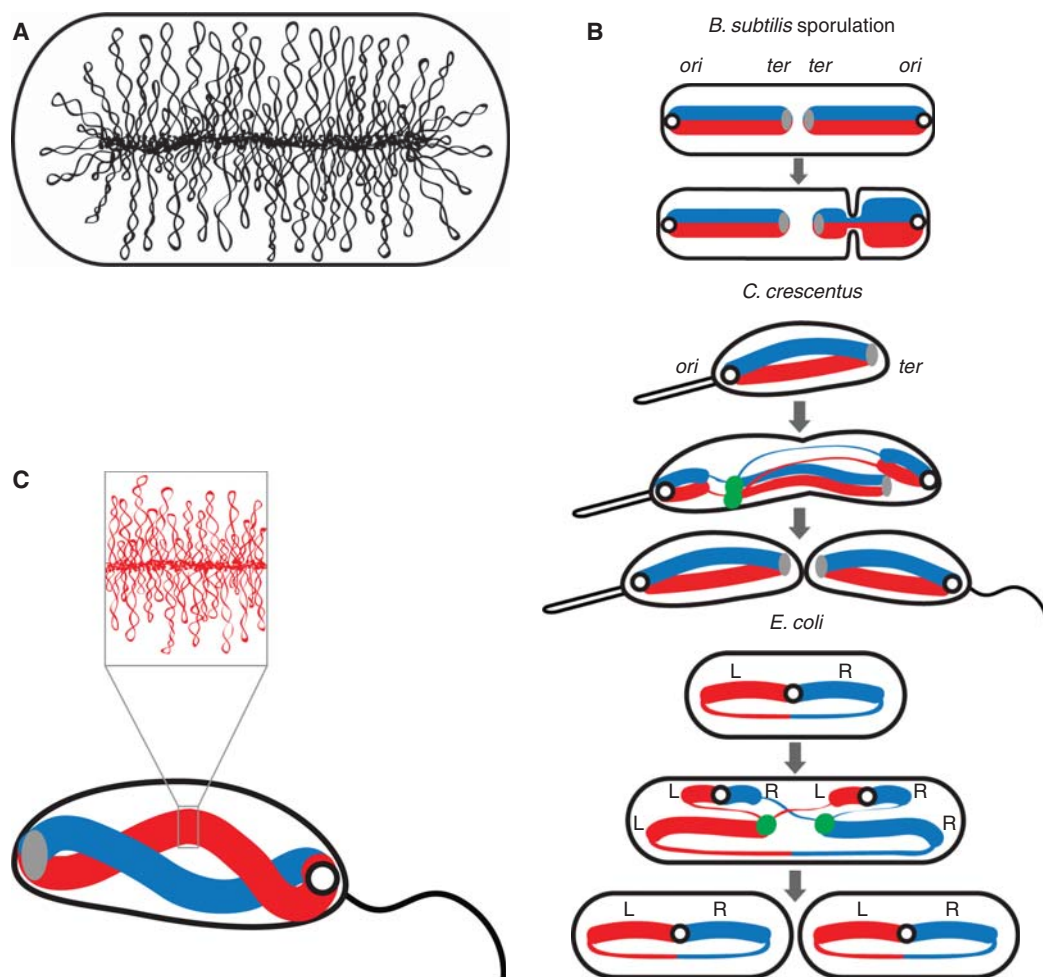 A
B
B. subtilis sporulation
ori ter ter ori
C. crescentus
ori ter
C
E. coli
L R
L R L R
L R
L R L R